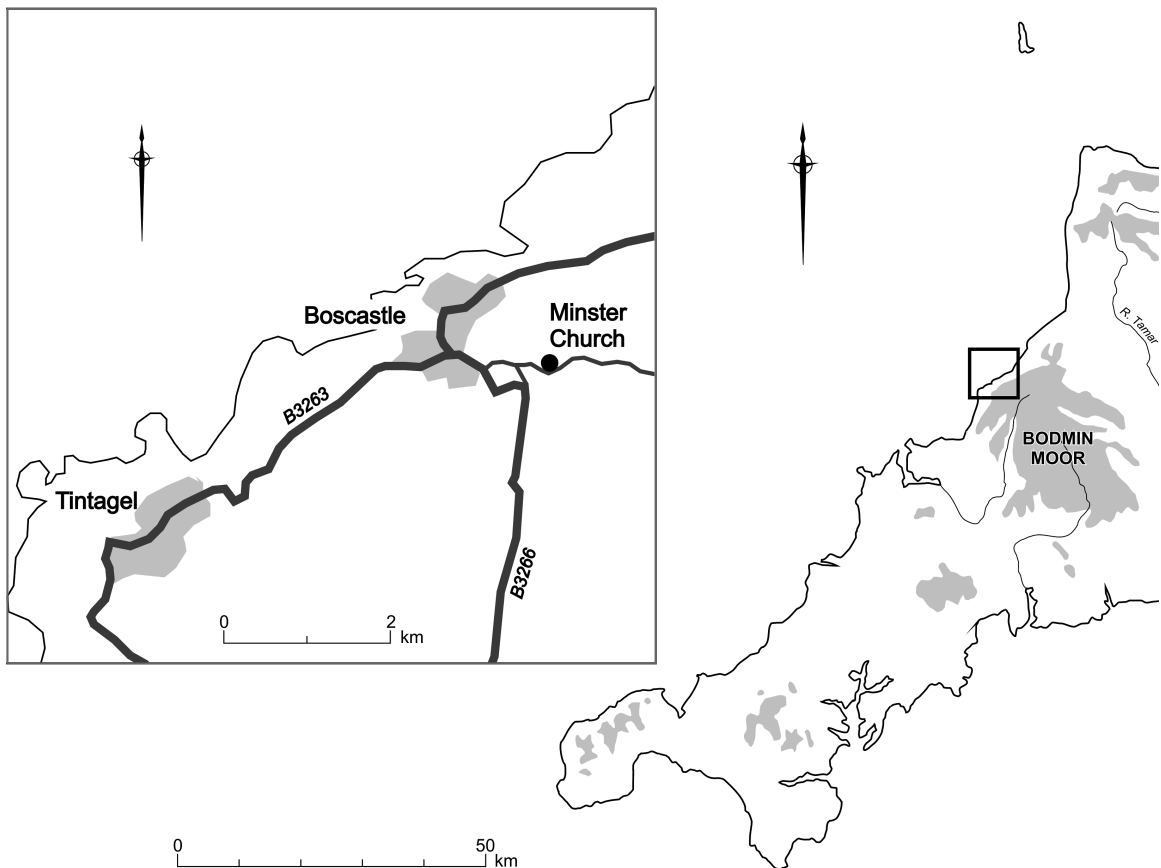 Boscastle
Minster
Church
B3263
Tintagel
B3266
0 2
km
R. Tamar
BODMIN
MOOR
0 50
km